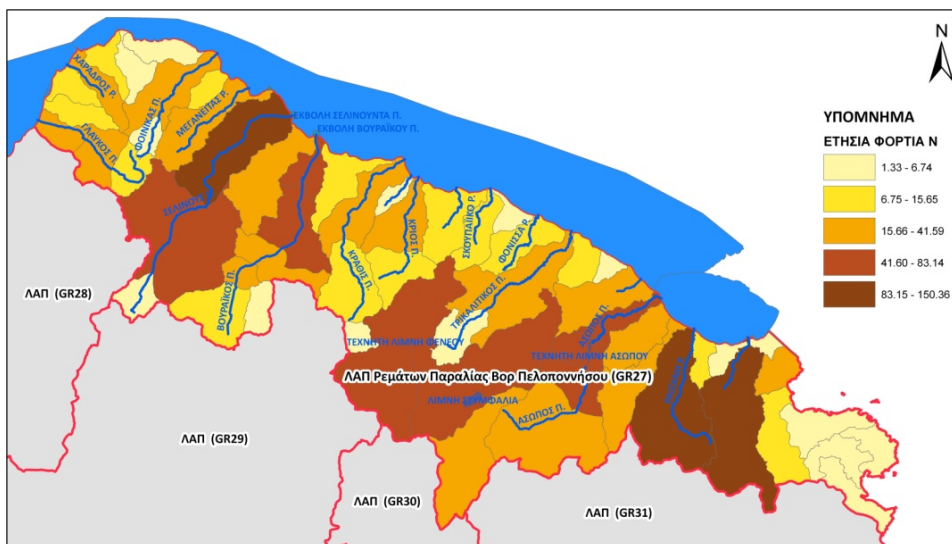 N
ΥΠΟΜΝΗΜΑ
ΕΤΗΣΙΑ ΦΟΡΤΙΑ Ν
1.33 - 6.74
6.75 - 15.65
15.66 - 41.59
41.60 - 83.14
83.15 - 150.36
ΧΑΡΑΔΡΟΣ Ρ.
ΓΛΑΥΚΟΣ Π.
ΦΟΙΝΙΚΑΣ Π.
ΜΕΓΑΝΕΙΤΑΣ Ρ.
ΕΚΒΟΛΗ ΣΕΛΙΝΟΥΝΤΑ Π.
ΕΚΒΟΛΗ ΒΟΥΡΑΪΚΟΥ Π.
ΒΟΥΡΑΪΚΟΣ Π.
ΚΡΑΘΙΣ Π.
ΚΡΙΟΣ Π.
ΣΚΟΥΠΑΪΙΚΟ Ρ.
ΦΟΝΙΣΣΑ Ρ.
ΤΡΙΚΑΛΙΤΙΚΟΣ Π.
ΑΣΩΠΟΣ Π.
ΤΕΧΝΗΤΗ ΛΙΜΝΗ ΦΕΝΕΟΥ
ΤΕΧΝΗΤΗ ΛΙΜΝΗ ΑΣΩΠΟΥ
ΛΑΠ Ρεμάτων Παραλίας Βορ Πελοποννήσου (GR27)
ΛΙΜΝΗ ΣΤΥΜΦΑΛΙΑ
ΑΣΩΠΟΣ Π.
ΛΑΠ (GR28)
ΛΑΠ (GR29)
ΛΑΠ (GR30)
ΛΑΠ (GR31)